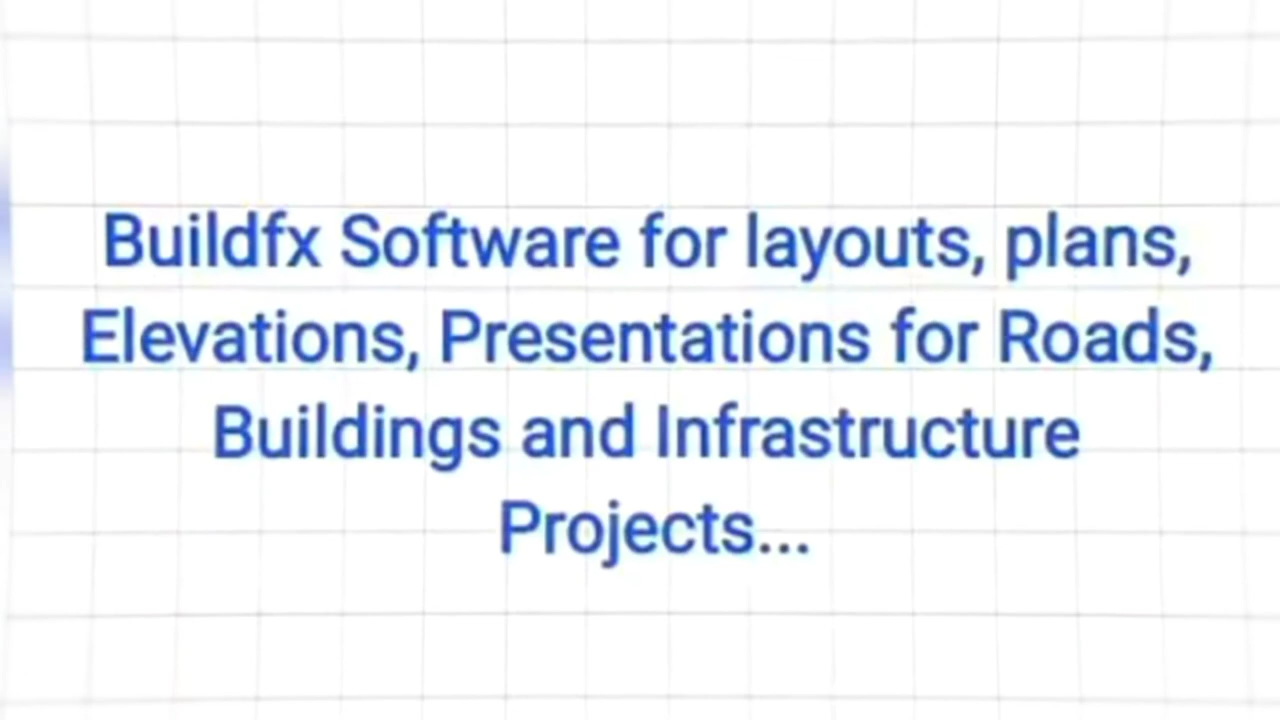 Buildfx Software for layouts, plans,
Elevations, Presentations for Roads,
Buildings and Infrastructure
Projects...